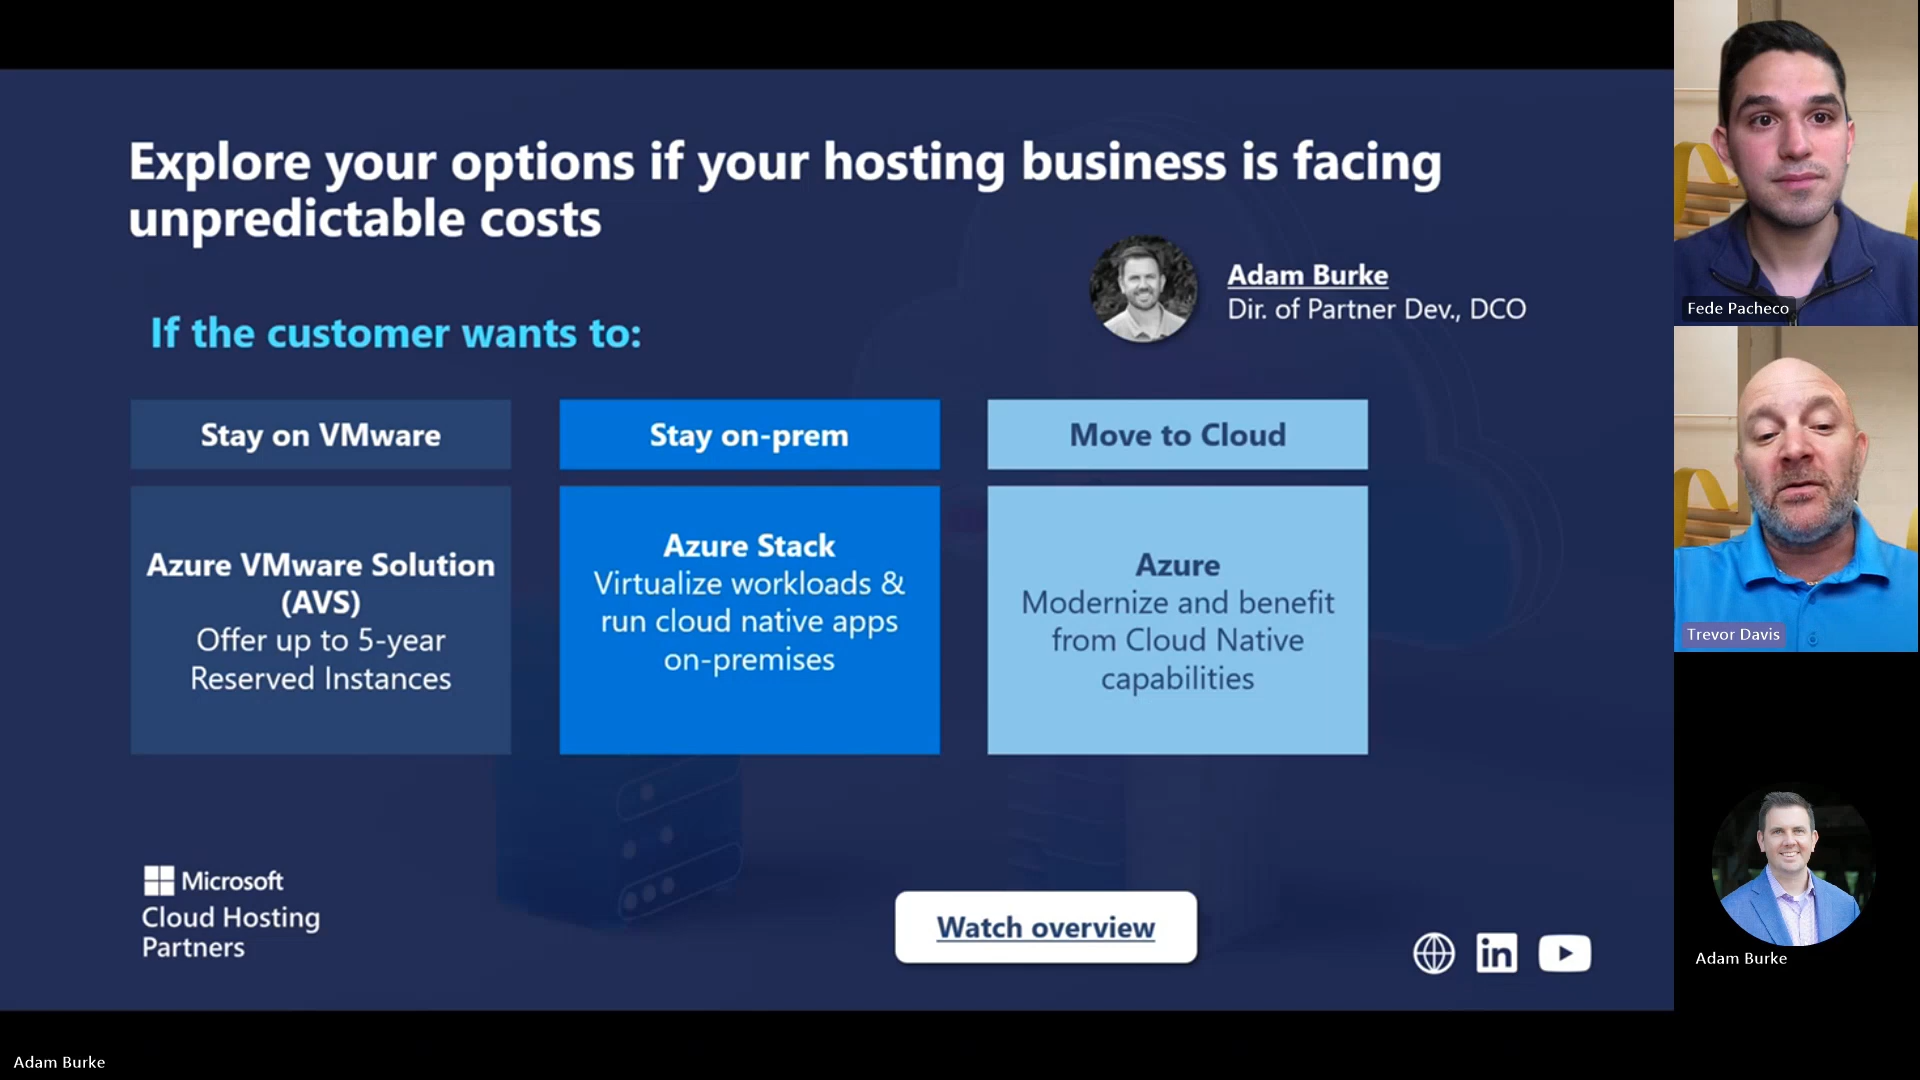 Explore your options if your hosting business is facing
unpredictable costs
Adam Burke
Dir. of Partner Dev., DCO
If the customer wants to:
Stay on VMware
Azure VMware Solution
(AVS)
Offer up to 5-year
Reserved Instances
Stay on-prem
Azure Stack
Virtualize workloads &
run cloud native apps
on-premises
Move to Cloud
Azure
Modernize and benefit
from Cloud Native
capabilities
Microsoft
Cloud Hosting
Partners
Watch overview
in
Fede Pacheco
Trevor Davis
Adam Burke
Adam Burke